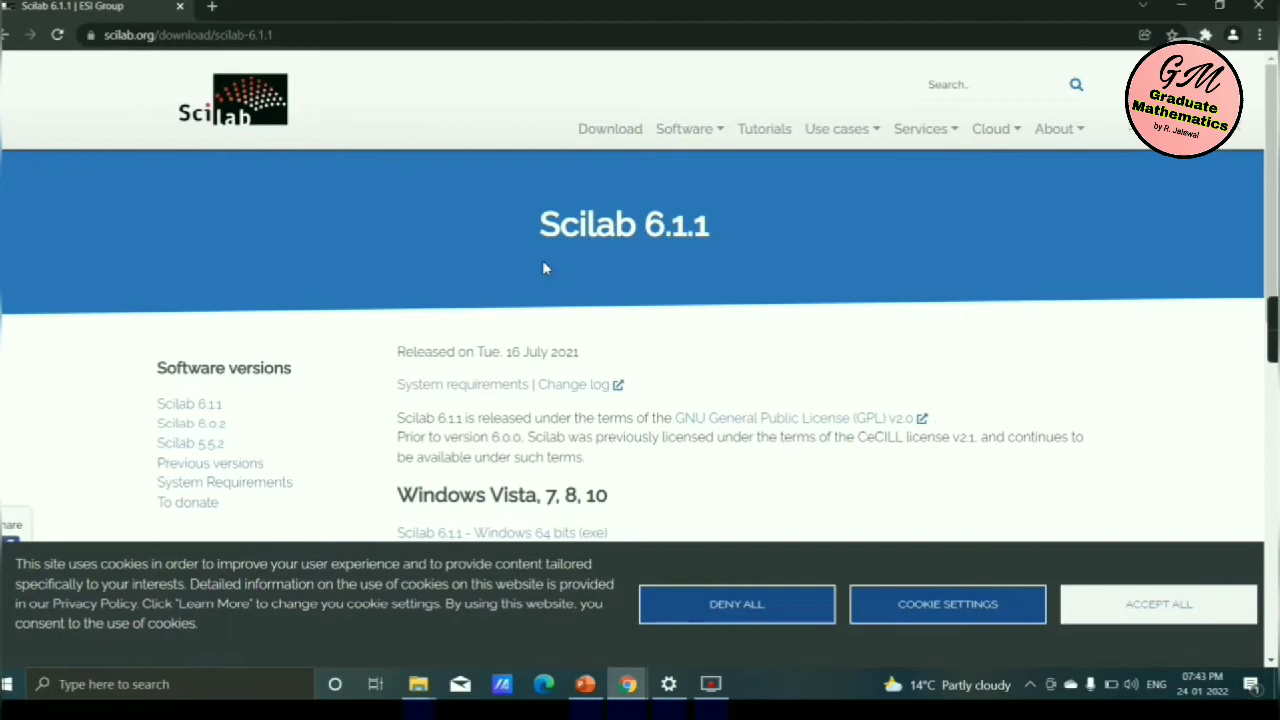 Scilab 6.1.1 | ESI Group
scilab.org/download/scilab-6.1.1
Scilab
Search..
GM
Graduate
Mathematics
by R. Jalewal
Download Software Tutorials Use cases Services Cloud About
Scilab 6.1.1
Released on Tue. 16 July 2021
System requirements | Change log
Scilab 6.1.1 is released under the terms of the GNU General Public License (GPL) v2.0 .
Prior to version 6.0.0, Scilab was previously licensed under the terms of the CeCILL license v2.1, and continues to
be available under such terms.
Windows Vista, 7, 8, 10
Scilab 6.1.1 - Windows 64 bits (exe)
Software versions
Scilab 6.1.1
Scilab 6.0.2
Scilab 5.5.2
Previous versions
System Requirements
To donate
hare
This site uses cookies in order to improve your user experience and to provide content tailored
specifically to your interests. Detailed information on the use of cookies on this website is provided
in our Privacy Policy. Click "Learn More" to change you cookie settings. By using this website, you
consent to the use of cookies.
DENY ALL
COOKIE SETTINGS
ACCEPT ALL
Type here to search
14°C Partly cloudy
ENG
07:43 PM
24-01-2022
1